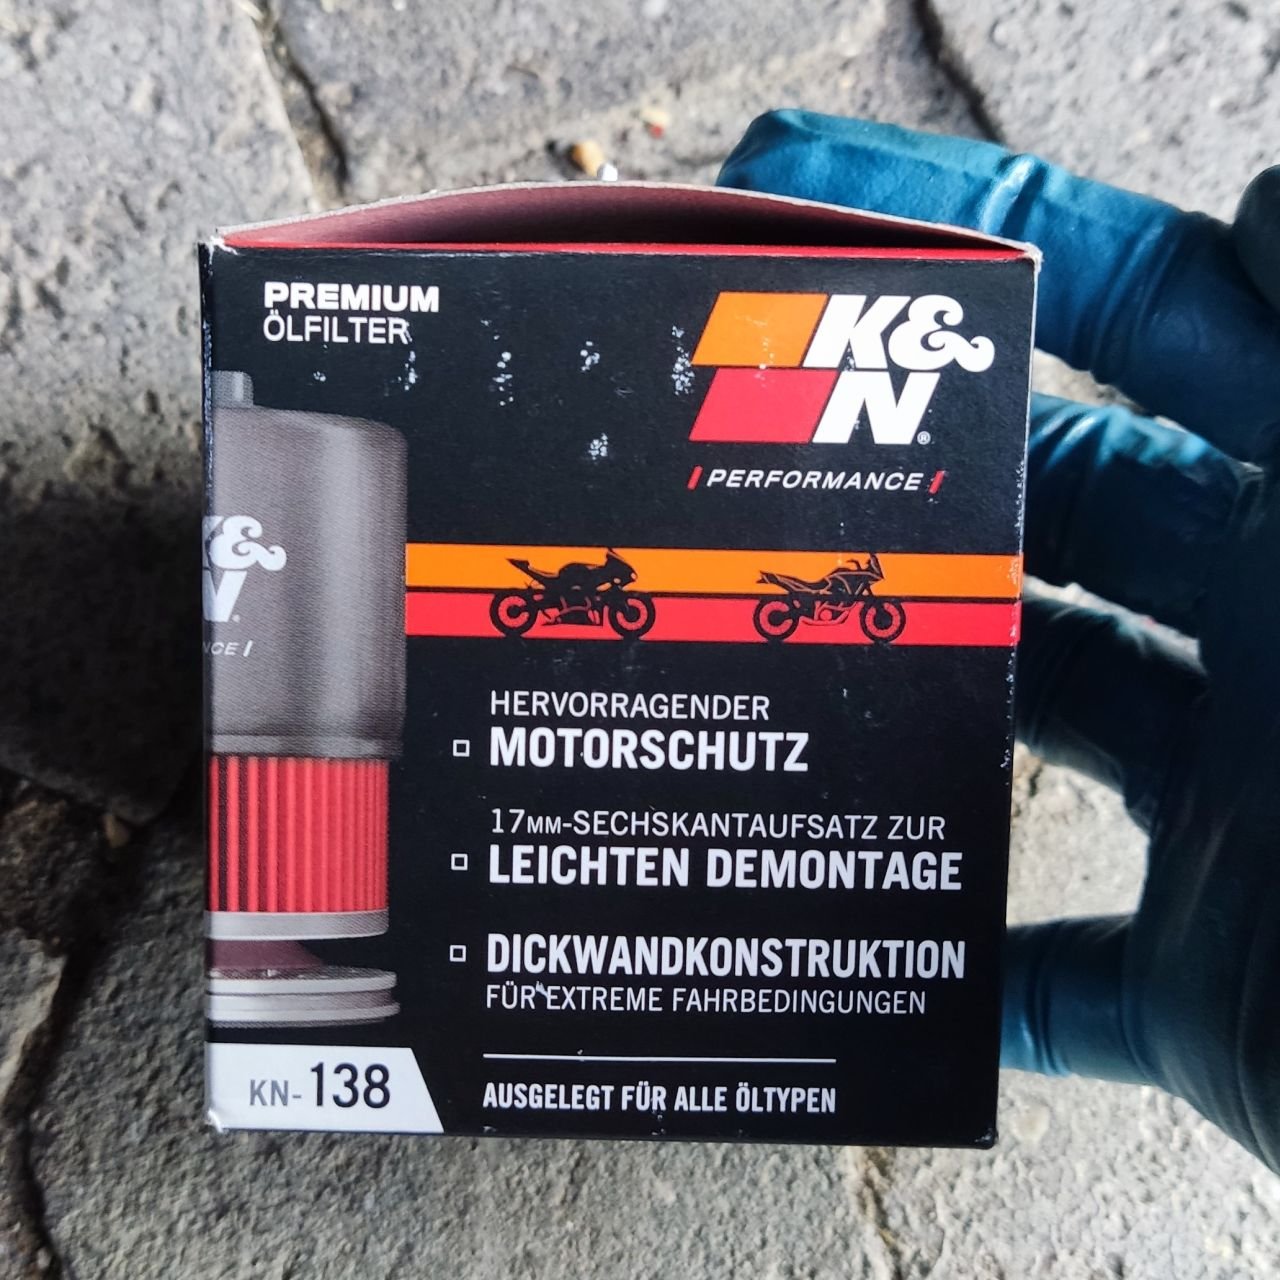 PREMIUM
ÖLFILTER
K&
N®
/ PERFORMANCE /
K&
N.
NCE /
HERVORRAGENDER
MOTORSCHUTZ
17MM-SECHSKANTAUFSATZ ZUR
LEICHTEN DEMONTAGE
DICKWANDKONSTRUKTION
FÜR EXTREME FAHRBEDINGUNGEN
KN-138
AUSGELEGT FÜR ALLE ÖLTYPEN